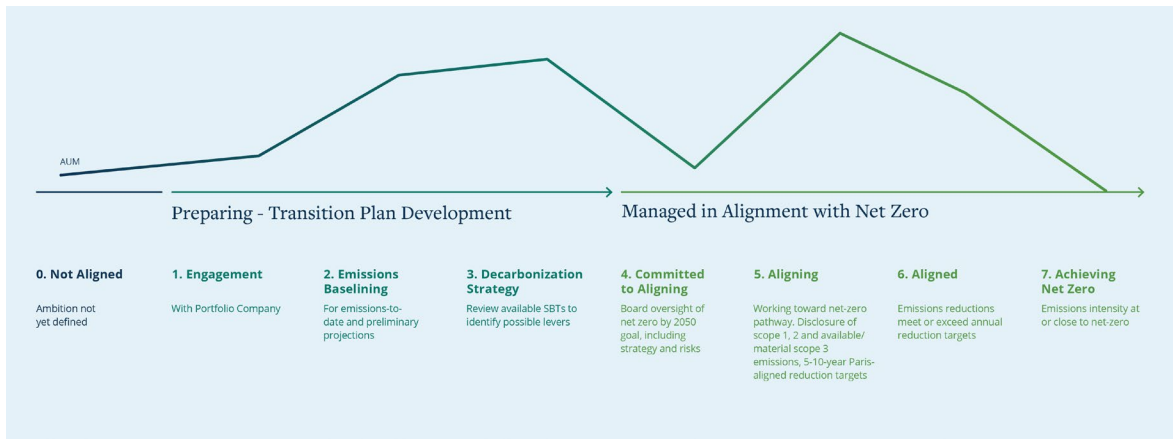 AUM
Preparing - Transition Plan Development
Managed in Alignment with Net Zero
0. Not Aligned
Ambition not
yet defined
1. Engagement
With Portfolio Company
2. Emissions
Baselining
For emissions-to-
date and preliminary
projections
3. Decarbonization
Strategy
Review available SBTs to
identify possible levers
4. Committed
to Aligning
Board oversight of
net zero by 2050
goal, including
strategy and risks
5. Aligning
Working toward net-zero
pathway. Disclosure of
scope 1, 2 and available/
material scope 3
emissions, 5-10-year Paris-
aligned reduction targets
6. Aligned
Emissions reductions
meet or exceed annual
reduction targets
7. Achieving
Net Zero
Emissions intensity at
or close to net-zero